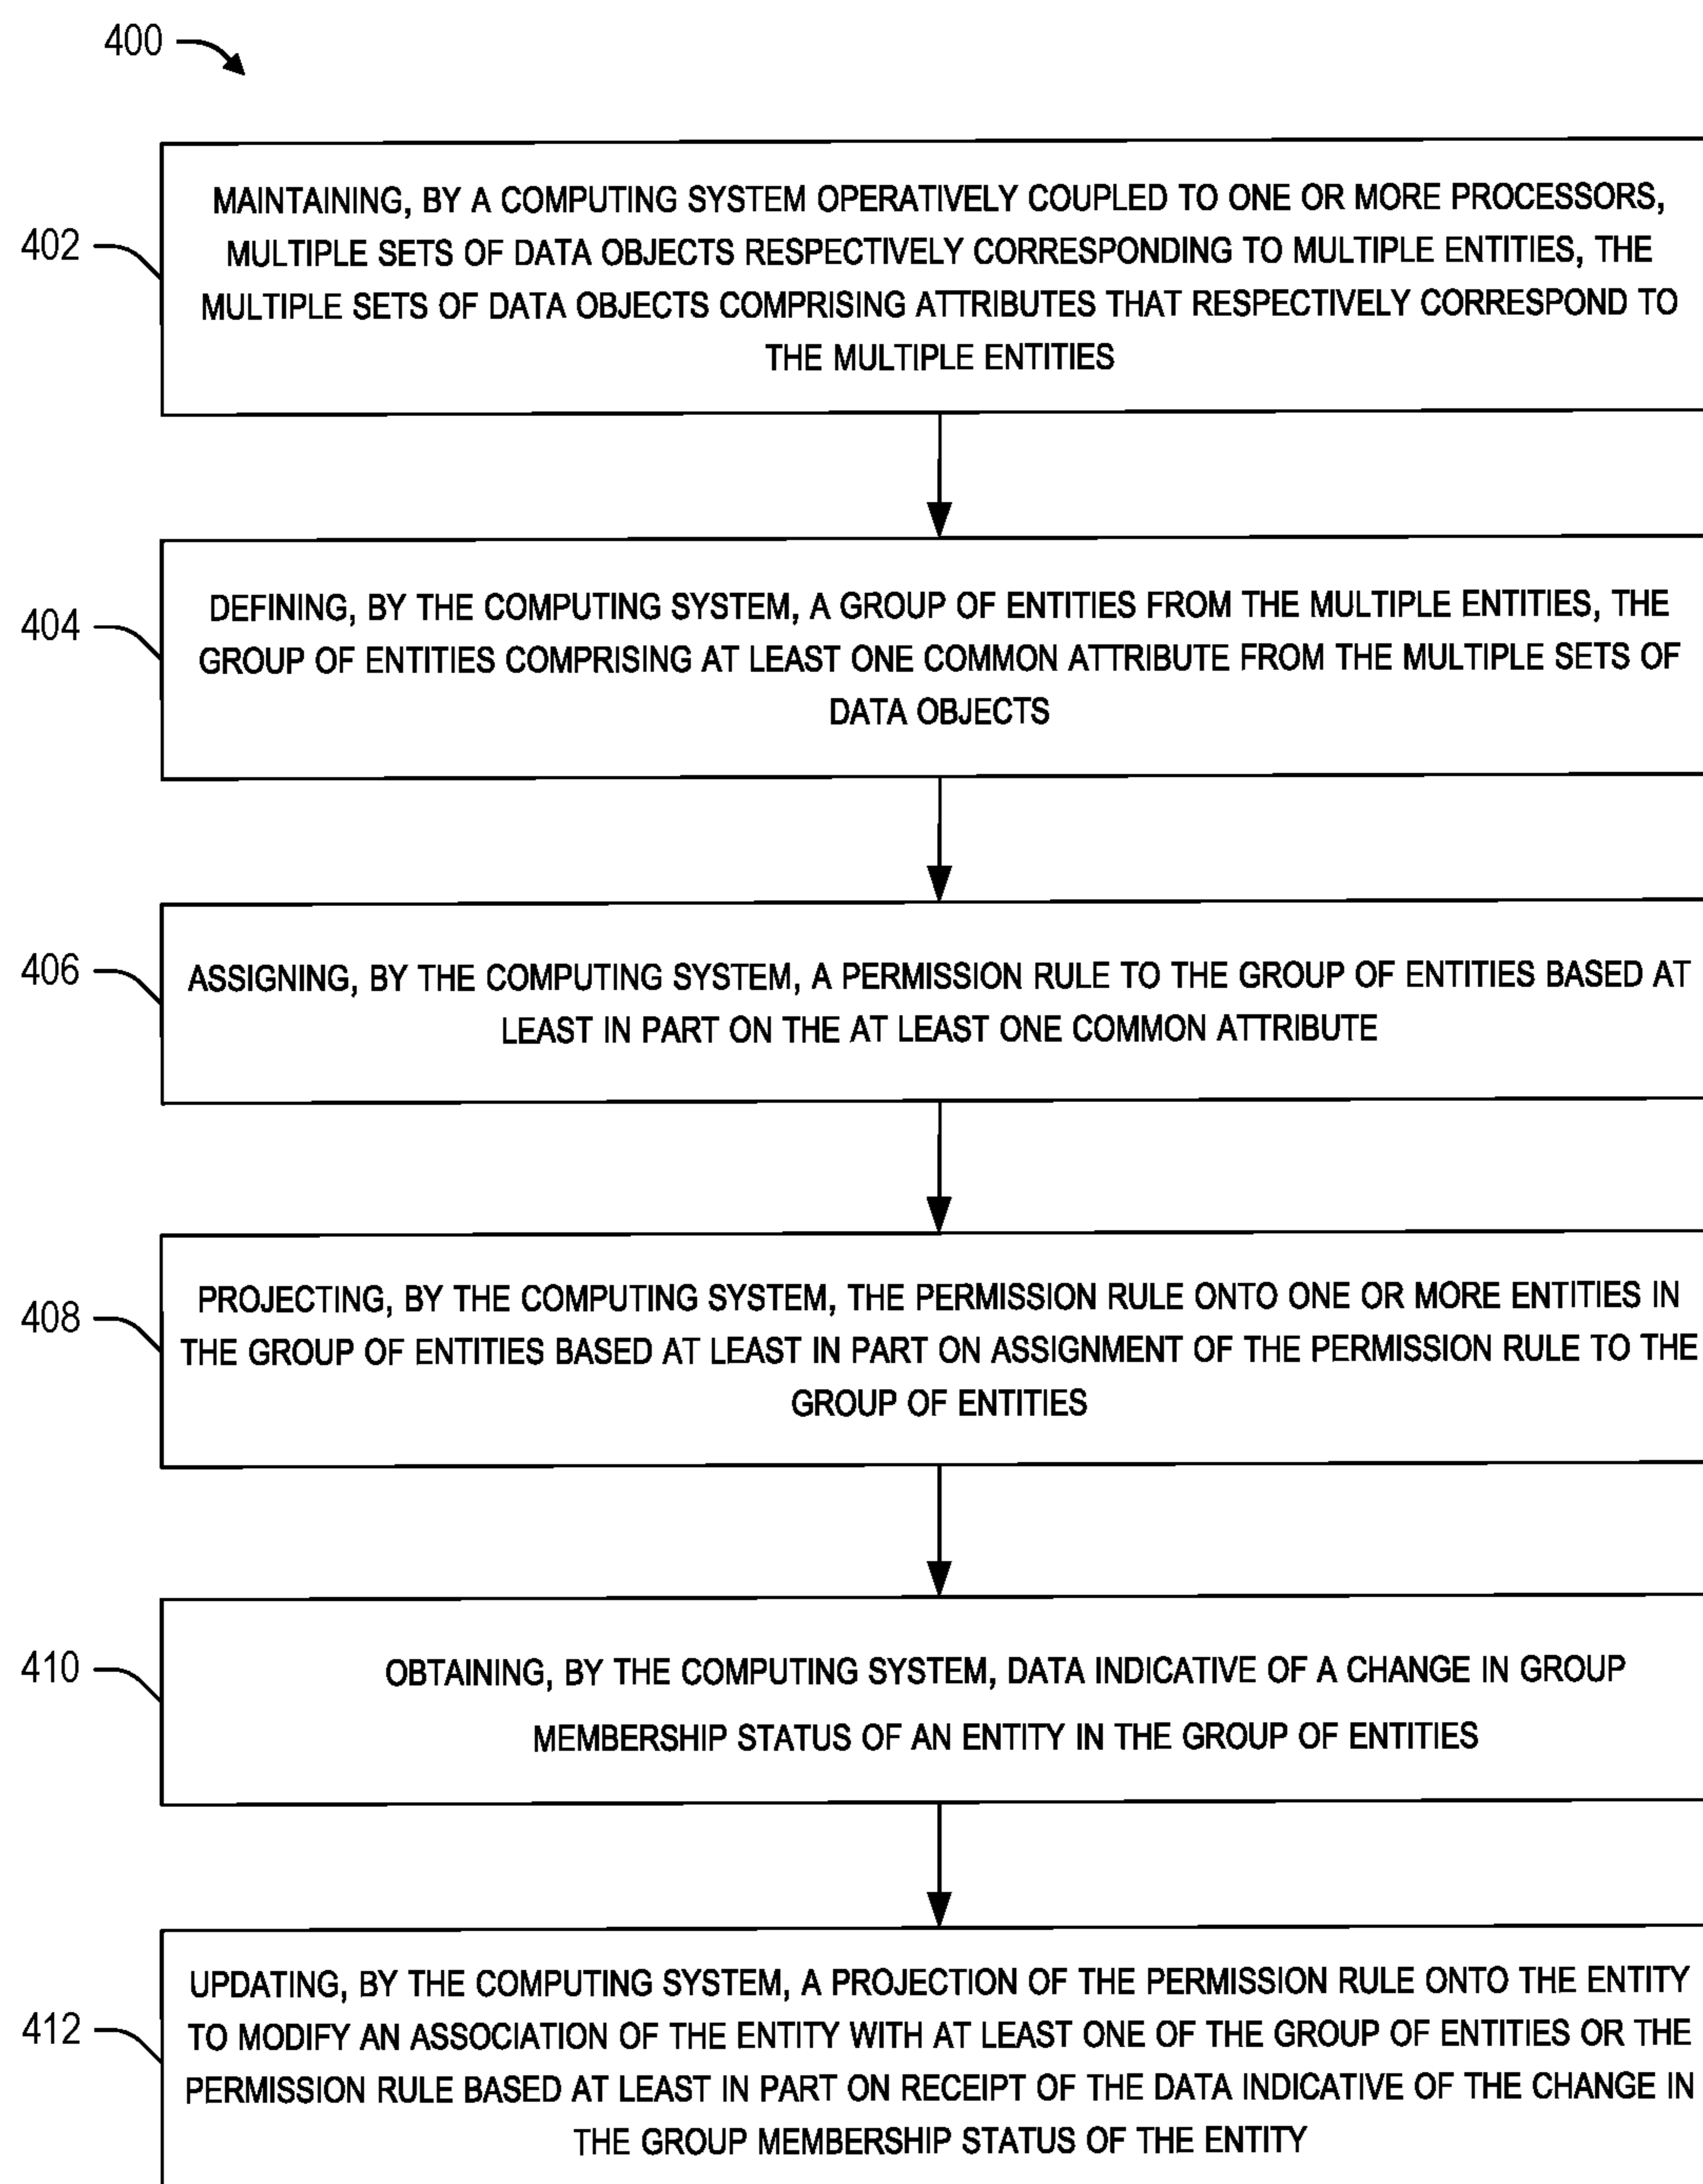 400
402
MAINTAINING, BY A COMPUTING SYSTEM OPERATIVELY COUPLED TO ONE OR MORE PROCESSORS,
MULTIPLE SETS OF DATA OBJECTS RESPECTIVELY CORRESPONDING TO MULTIPLE ENTITIES, THE
MULTIPLE SETS OF DATA OBJECTS COMPRISING ATTRIBUTES THAT RESPECTIVELY CORRESPOND TO
THE MULTIPLE ENTITIES
404
DEFINING, BY THE COMPUTING SYSTEM, A GROUP OF ENTITIES FROM THE MULTIPLE ENTITIES, THE
GROUP OF ENTITIES COMPRISING AT LEAST ONE COMMON ATTRIBUTE FROM THE MULTIPLE SETS OF
DATA OBJECTS
406
ASSIGNING, BY THE COMPUTING SYSTEM, A PERMISSION RULE TO THE GROUP OF ENTITIES BASED AT
LEAST IN PART ON THE AT LEAST ONE COMMON ATTRIBUTE
408
PROJECTING, BY THE COMPUTING SYSTEM, THE PERMISSION RULE ONTO ONE OR MORE ENTITIES IN
THE GROUP OF ENTITIES BASED AT LEAST IN PART ON ASSIGNMENT OF THE PERMISSION RULE TO THE
GROUP OF ENTITIES
410
OBTAINING, BY THE COMPUTING SYSTEM, DATA INDICATIVE OF A CHANGE IN GROUP
MEMBERSHIP STATUS OF AN ENTITY IN THE GROUP OF ENTITIES
412
UPDATING, BY THE COMPUTING SYSTEM, A PROJECTION OF THE PERMISSION RULE ONTO THE ENTITY
TO MODIFY AN ASSOCIATION OF THE ENTITY WITH AT LEAST ONE OF THE GROUP OF ENTITIES OR THE
PERMISSION RULE BASED AT LEAST IN PART ON RECEIPT OF THE DATA INDICATIVE OF THE CHANGE IN
THE GROUP MEMBERSHIP STATUS OF THE ENTITY